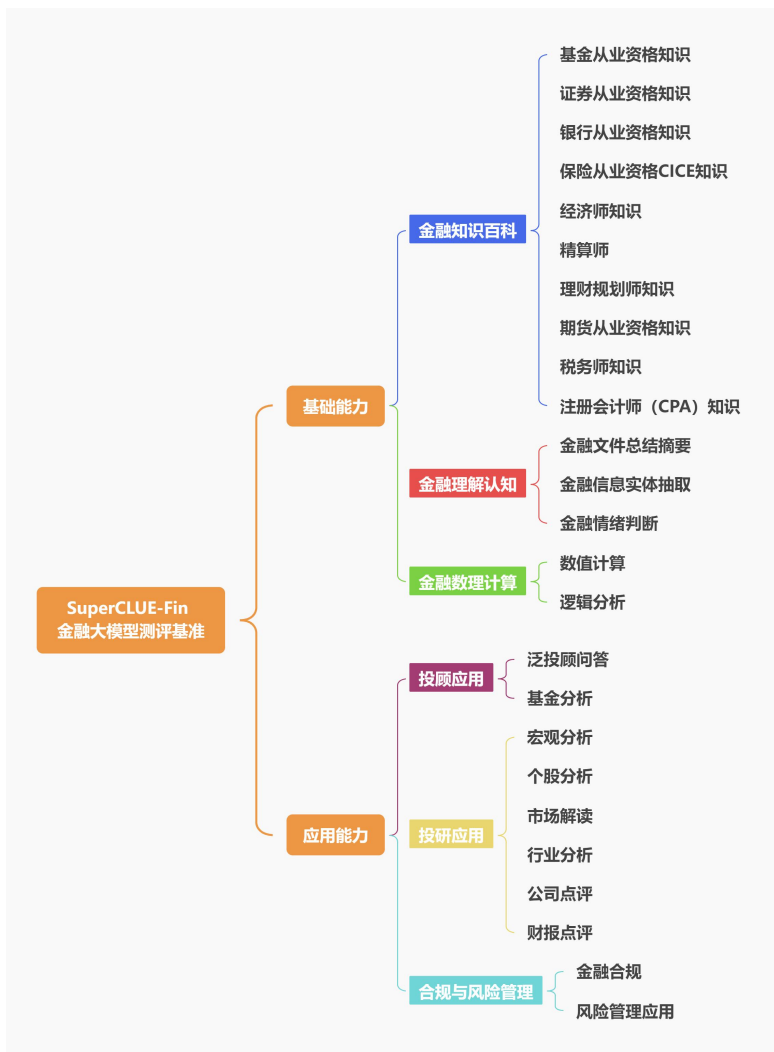 SuperCLUE-Fin
金融大模型测评基准
基础能力
金融知识百科
基金从业资格知识
证券从业资格知识
银行从业资格知识
保险从业资格CICE知识
经济师知识
精算师
理财规划师知识
期货从业资格知识
税务师知识
注册会计师（CPA）知识
金融理解认知
金融文件总结摘要
金融信息实体抽取
金融情绪判断
金融数理计算
数值计算
逻辑分析
应用能力
投顾应用
泛投顾问答
基金分析
投研应用
宏观分析
个股分析
市场解读
行业分析
公司点评
财报点评
合规与风险管理
金融合规
风险管理应用